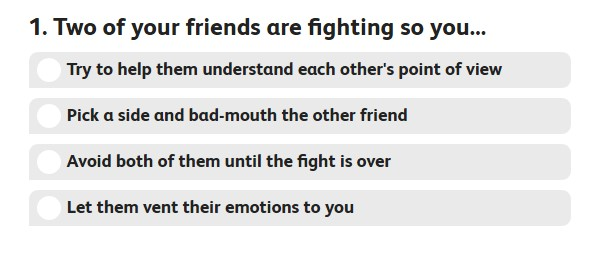 1. Two of your friends are fighting so you...
Try to help them understand each other's point of view
Pick a side and bad-mouth the other friend
Avoid both of them until the fight is over
Let them vent their emotions to you